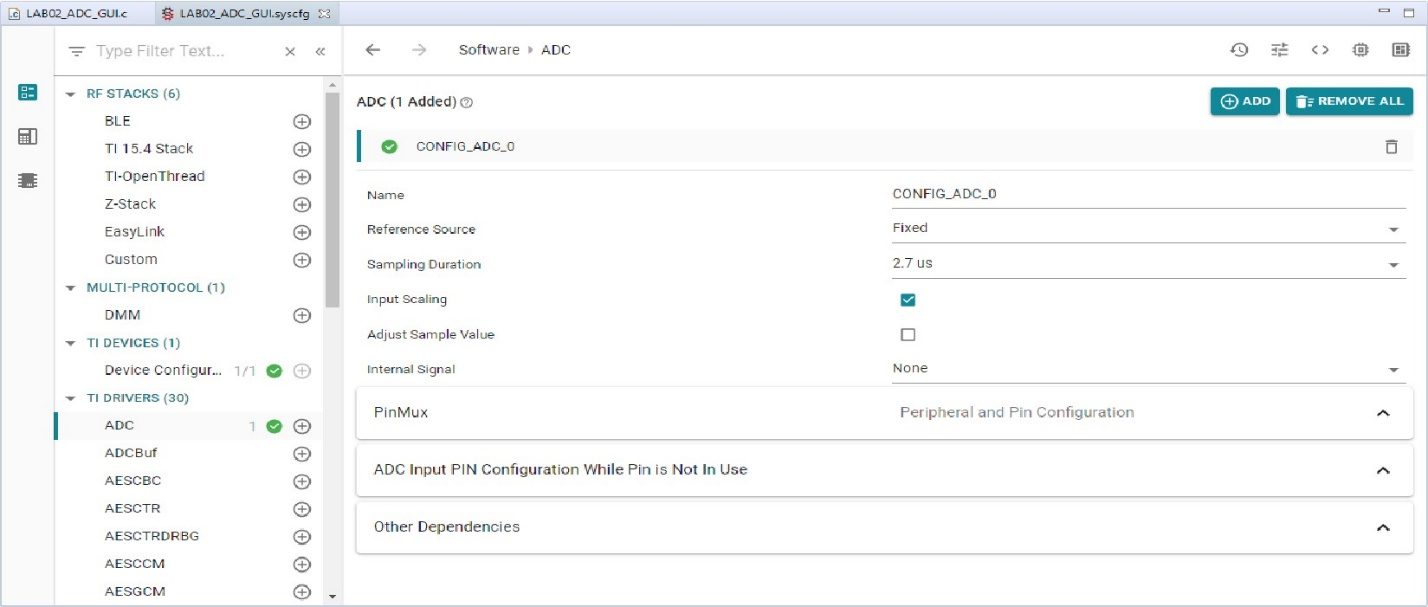 LAB02_ADC_GUI.c LAB02_ADC_GUI.syscfg
Type Filter Text...
RF STACKS (6)
BLE
TI 15.4 Stack
TI-OpenThread
Z-Stack
EasyLink
Custom
MULTI-PROTOCOL (1)
DMM
TI DEVICES (1)
Device Configur... 1/1
TI DRIVERS (30)
ADC 1
ADCBuf
AESCBC
AESCTR
AESCTRDRBG
AESCCM
AESGCM
Software ADC
ADC (1 Added)
ADD REMOVE ALL
CONFIG_ADC_0
Name CONFIG_ADC_0
Reference Source Fixed
Sampling Duration 2.7 us
Input Scaling
Adjust Sample Value
Internal Signal None
PinMux Peripheral and Pin Configuration
ADC Input PIN Configuration While Pin is Not In Use
Other Dependencies